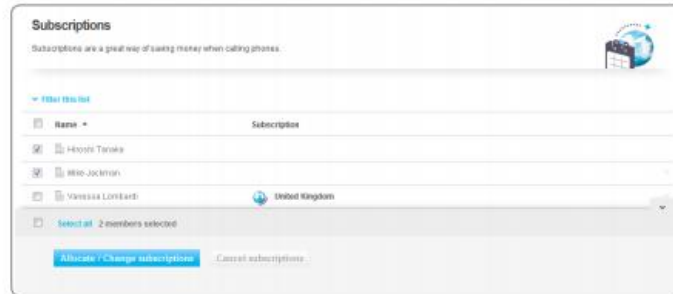 Subscriptions
Subscriptions are a great way of saving money when calling phones.
Filter this list
Name Subscription
Hiroshi Tanaka
Mike Jackman
Vanessa Lombardi United Kingdom
Select all 2 members selected
Allocate / Change subscriptions Cancel subscriptions